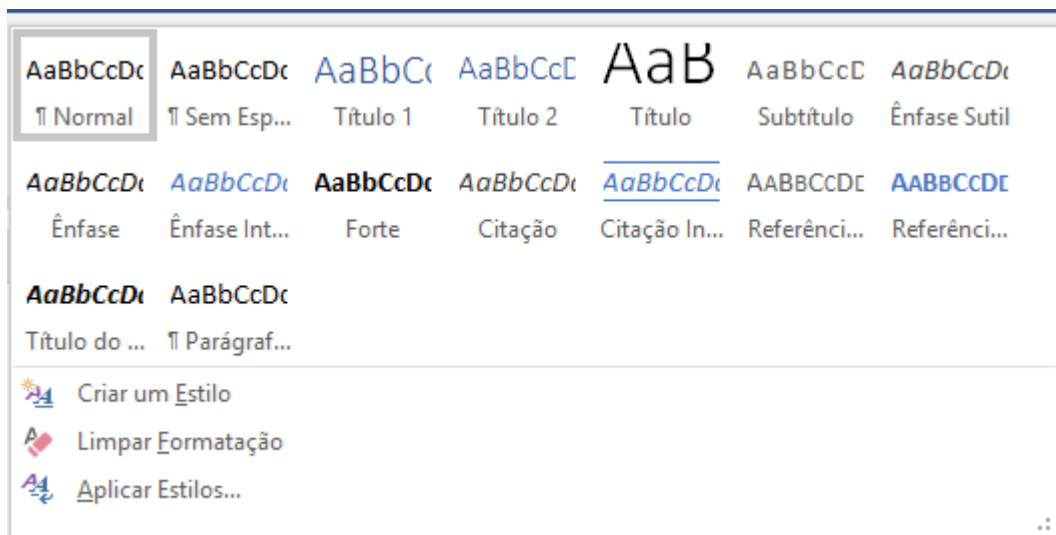 AaBbCcDc AaBbCcDc AaBbCc AaBbCcD AaB AaBbCcD AaBbCcDc
¶ Normal ¶ Sem Esp... Título 1 Título 2 Título Subtítulo Ênfase Sutil
AaBbCcDc AaBbCcDc AaBbCcDc AaBbCcDc AaBbCcDc AABBCCDD AABBCCDD
Ênfase Ênfase Int... Forte Citação Citação In... Referênci... Referênci...
AaBbCcDc AaBbCcDc
Título do ... ¶ Parágraf...
Criar um Estilo
Limpar Formatação
Aplicar Estilos...